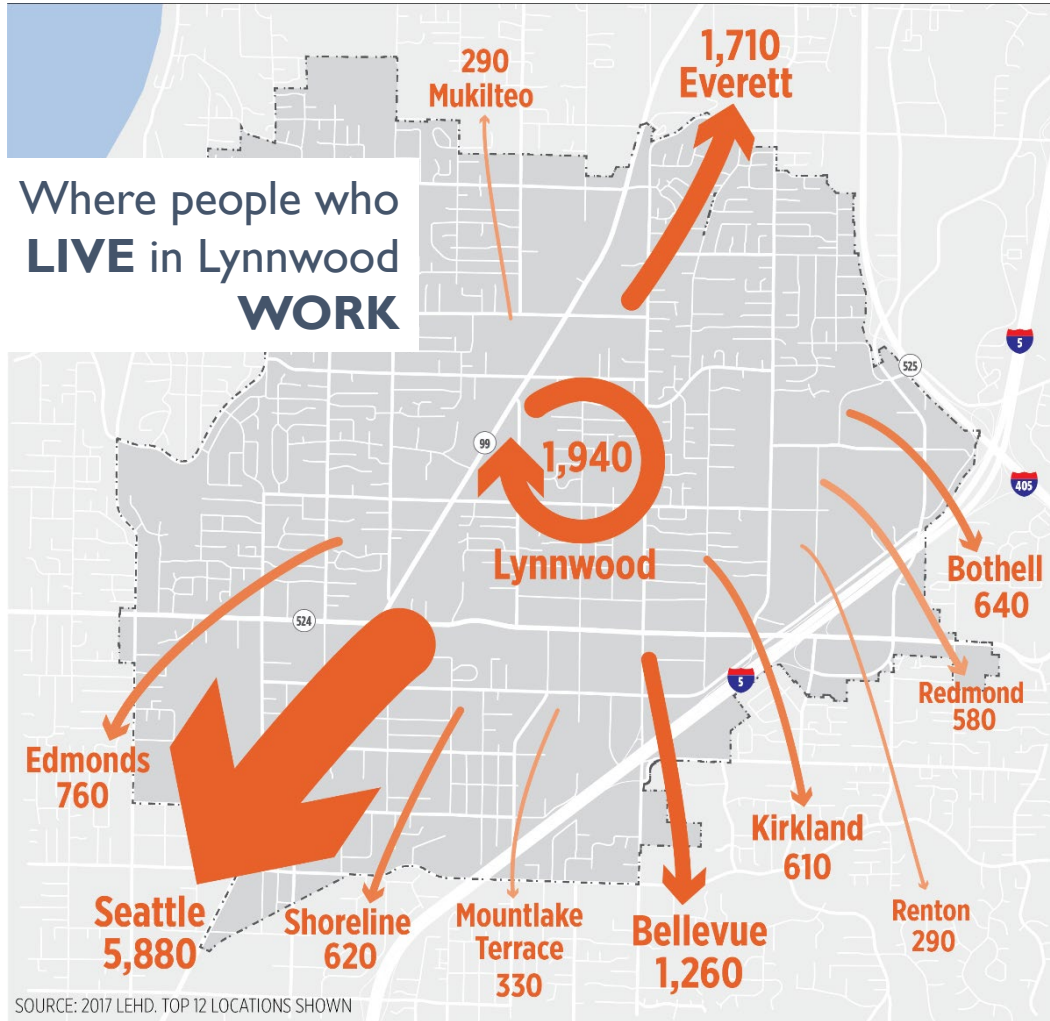 290
Mukilteo
1,710
Everett
Where people who
LIVE in Lynnwood
WORK
5
525
99
1,940
405
Lynnwood
Bothell
640
524
5
Redmond
580
Edmonds
760
Kirkland
610
Seattle
5,880
Shoreline
620
Mountlake
Terrace
330
Bellevue
1,260
Renton
290
SOURCE: 2017 LEHD. TOP 12 LOCATIONS SHOWN